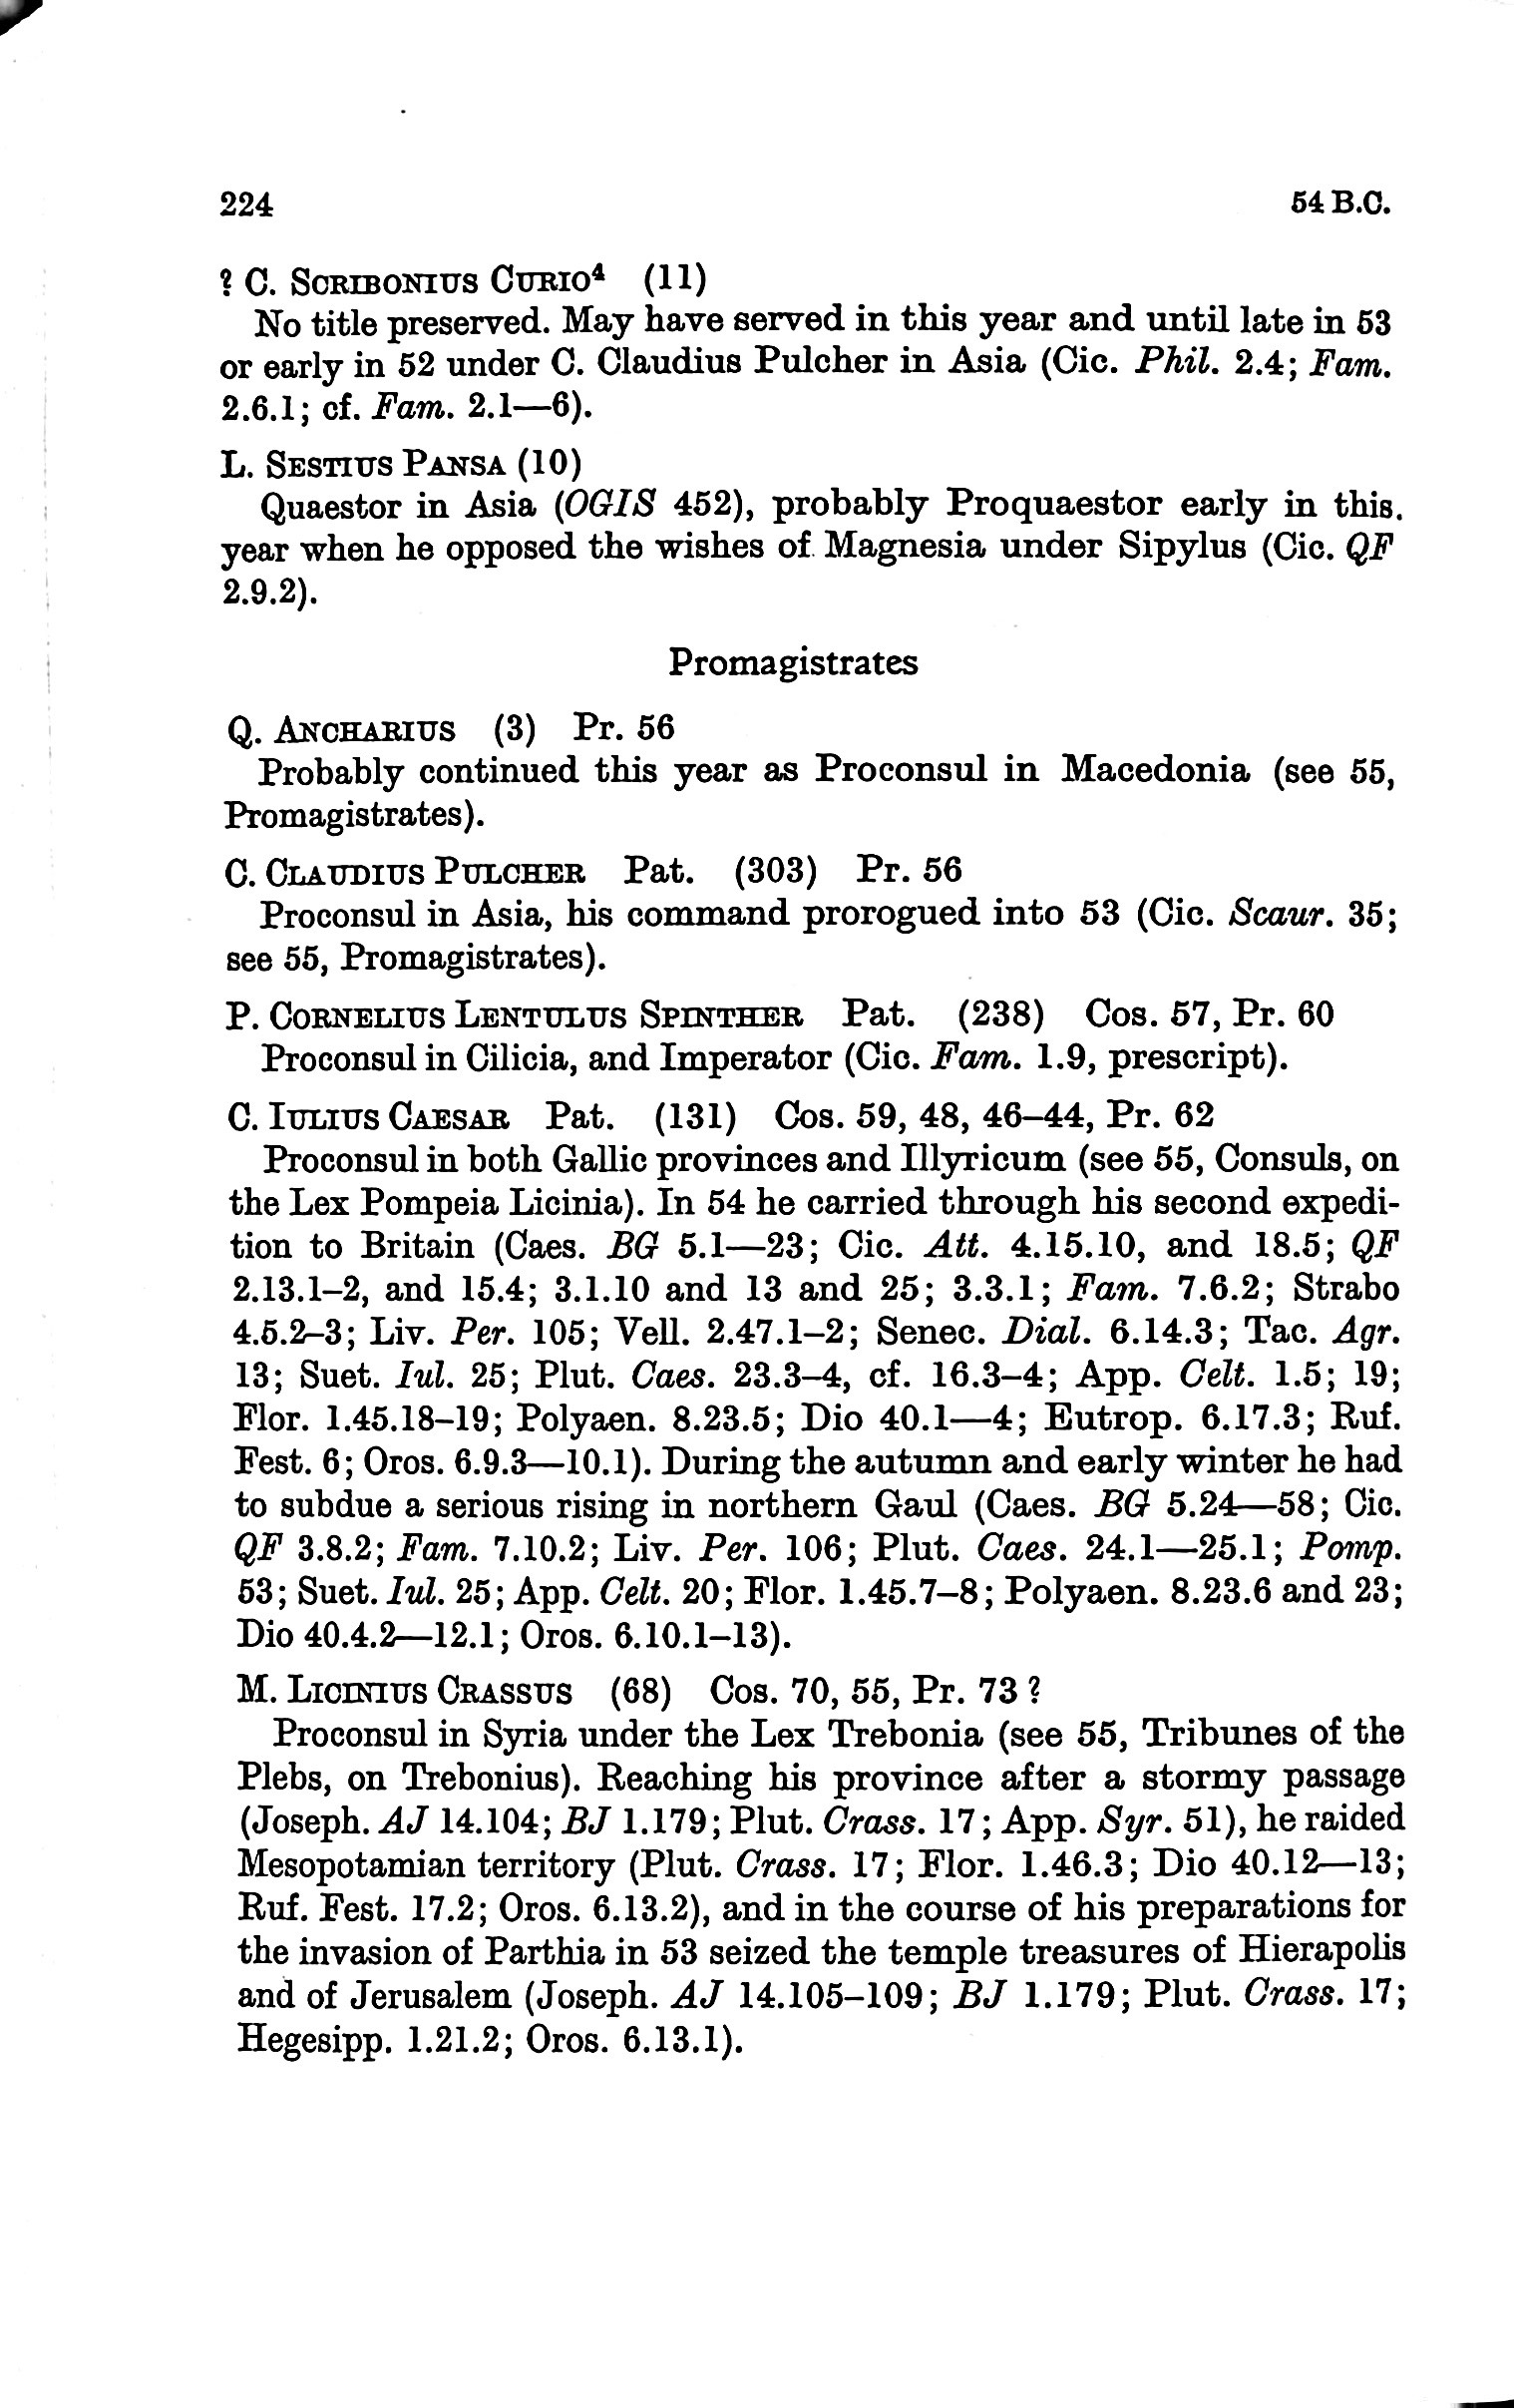 224 54 B.C.
? C. Scribonius Curio⁴ (11)
No title preserved. May have served in this year and until late in 53
or early in 52 under C. Claudius Pulcher in Asia (Cic. Phil. 2.4; Fam.
2.6.1; cf. Fam. 2.1—6).
L. Sestius Pansa (10)
Quaestor in Asia (OGIS 452), probably Proquaestor early in this.
year when he opposed the wishes of Magnesia under Sipylus (Cic. QF
2.9.2).
Promagistrates
Q. Ancharius (3) Pr. 56
Probably continued this year as Proconsul in Macedonia (see 55,
Promagistrates).
C. Claudius Pulcher Pat. (303) Pr. 56
Proconsul in Asia, his command prorogued into 53 (Cic. Scaur. 35;
see 55, Promagistrates).
P. Cornelius Lentulus Spinther Pat. (238) Cos. 57, Pr. 60
Proconsul in Cilicia, and Imperator (Cic. Fam. 1.9, prescript).
C. Iulius Caesar Pat. (131) Cos. 59, 48, 46–44, Pr. 62
Proconsul in both Gallic provinces and Illyricum (see 55, Consuls, on
the Lex Pompeia Licinia). In 54 he carried through his second expedi-
tion to Britain (Caes. BG 5.1—23; Cic. Att. 4.15.10, and 18.5; QF
2.13.1–2, and 15.4; 3.1.10 and 13 and 25; 3.3.1; Fam. 7.6.2; Strabo
4.5.2–3; Liv. Per. 105; Vell. 2.47.1–2; Senec. Dial. 6.14.3; Tac. Agr.
13; Suet. Iul. 25; Plut. Caes. 23.3–4, cf. 16.3–4; App. Celt. 1.5; 19;
Flor. 1.45.18–19; Polyaen. 8.23.5; Dio 40.1—4; Eutrop. 6.17.3; Ruf.
Fest. 6; Oros. 6.9.3—10.1). During the autumn and early winter he had
to subdue a serious rising in northern Gaul (Caes. BG 5.24—58; Cic.
QF 3.8.2; Fam. 7.10.2; Liv. Per. 106; Plut. Caes. 24.1—25.1; Pomp.
53; Suet. Iul. 25; App. Celt. 20; Flor. 1.45.7–8; Polyaen. 8.23.6 and 23;
Dio 40.4.2—12.1; Oros. 6.10.1–13).
M. Licinius Crassus (68) Cos. 70, 55, Pr. 73 ?
Proconsul in Syria under the Lex Trebonia (see 55, Tribunes of the
Plebs, on Trebonius). Reaching his province after a stormy passage
(Joseph. AJ 14.104; BJ 1.179; Plut. Crass. 17; App. Syr. 51), he raided
Mesopotamian territory (Plut. Crass. 17; Flor. 1.46.3; Dio 40.12—13;
Ruf. Fest. 17.2; Oros. 6.13.2), and in the course of his preparations for
the invasion of Parthia in 53 seized the temple treasures of Hierapolis
and of Jerusalem (Joseph. AJ 14.105–109; BJ 1.179; Plut. Crass. 17;
Hegesipp. 1.21.2; Oros. 6.13.1).